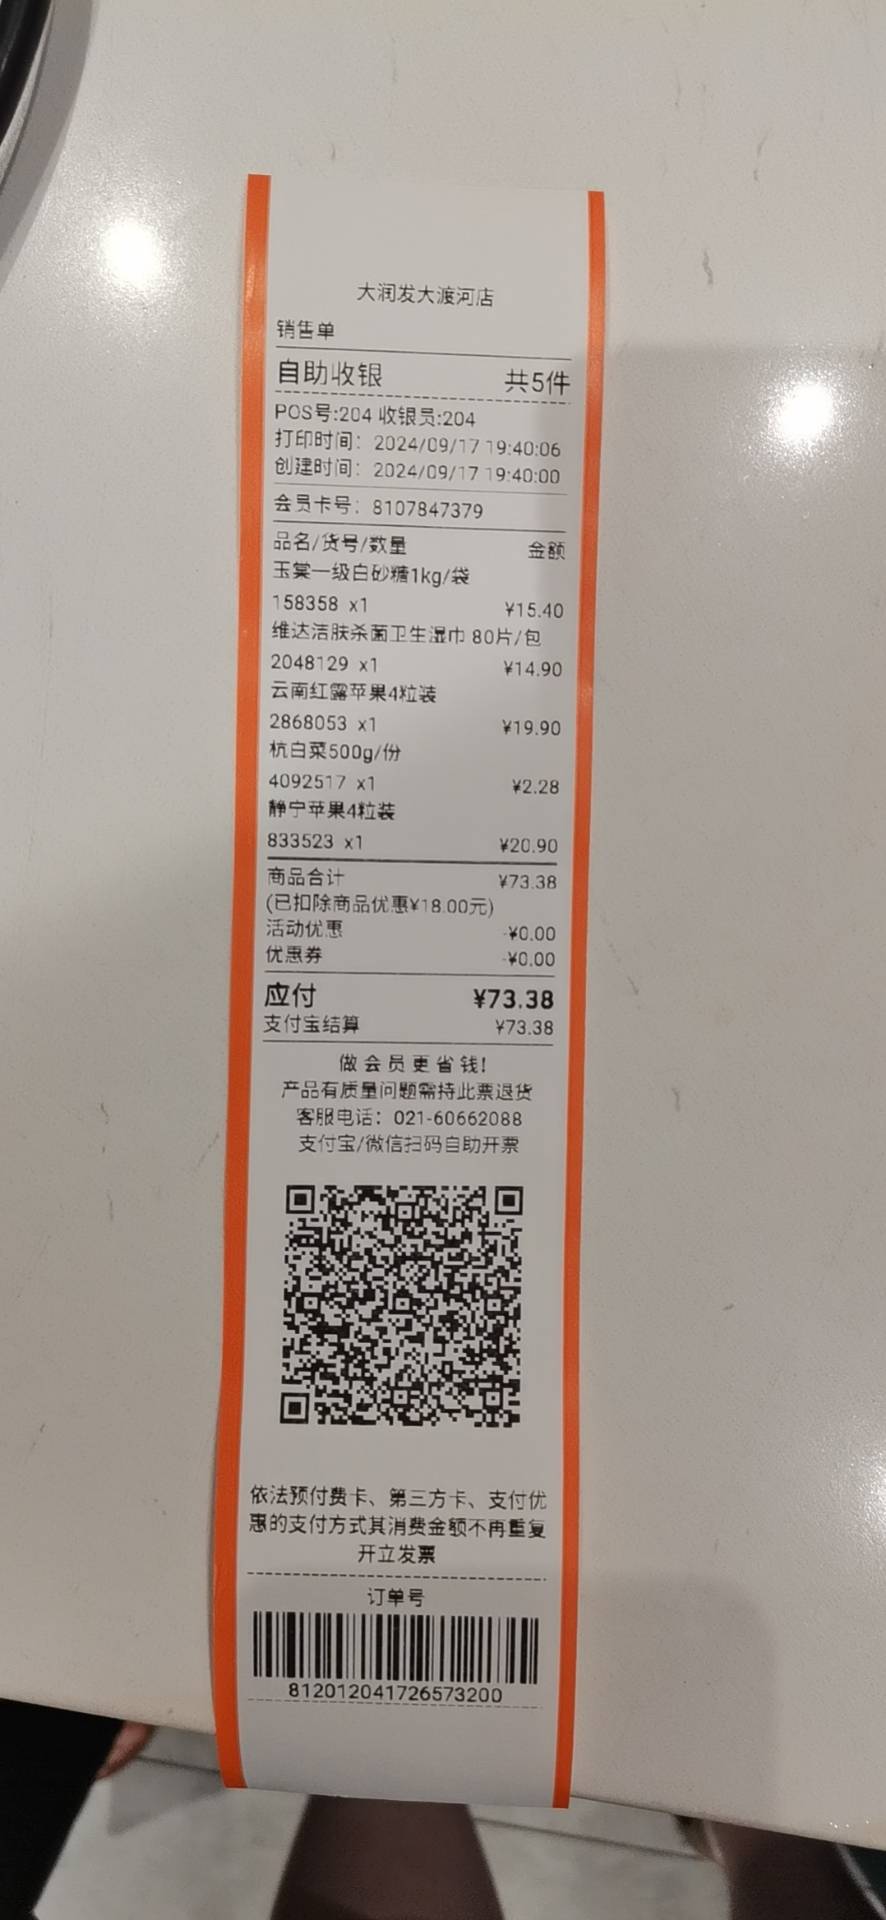 大润发大渡河店
销售单
自助收银 共5件
POS号:204 收银员:204
打印时间: 2024/09/17 19:40:06
创建时间: 2024/09/17 19:40:00
会员卡号: 8107847379
品名/货号/数量 金额
玉棠一级白砂糖1kg/袋
158358 x1 ¥15.40
维达洁肤杀菌卫生湿巾 80片/包
2048129 x1 ¥14.90
云南红露苹果4粒装
2868053 x1 ¥19.90
杭白菜500g/份
4092517 x1 ¥2.28
静宁苹果4粒装
833523 x1 ¥20.90
商品合计 ¥73.38
(已扣除商品优惠¥18.00元)
活动优惠 -¥0.00
优惠券 -¥0.00
应付 ¥73.38
支付宝结算 ¥73.38
做会员更省钱!
产品有质量问题需持此票退货
客服电话: 021-60662088
支付宝/微信扫码自助开票
依法预付费卡、第三方卡、支付优
惠的支付方式其消费金额不再重复
开立发票
订单号
812012041726573200